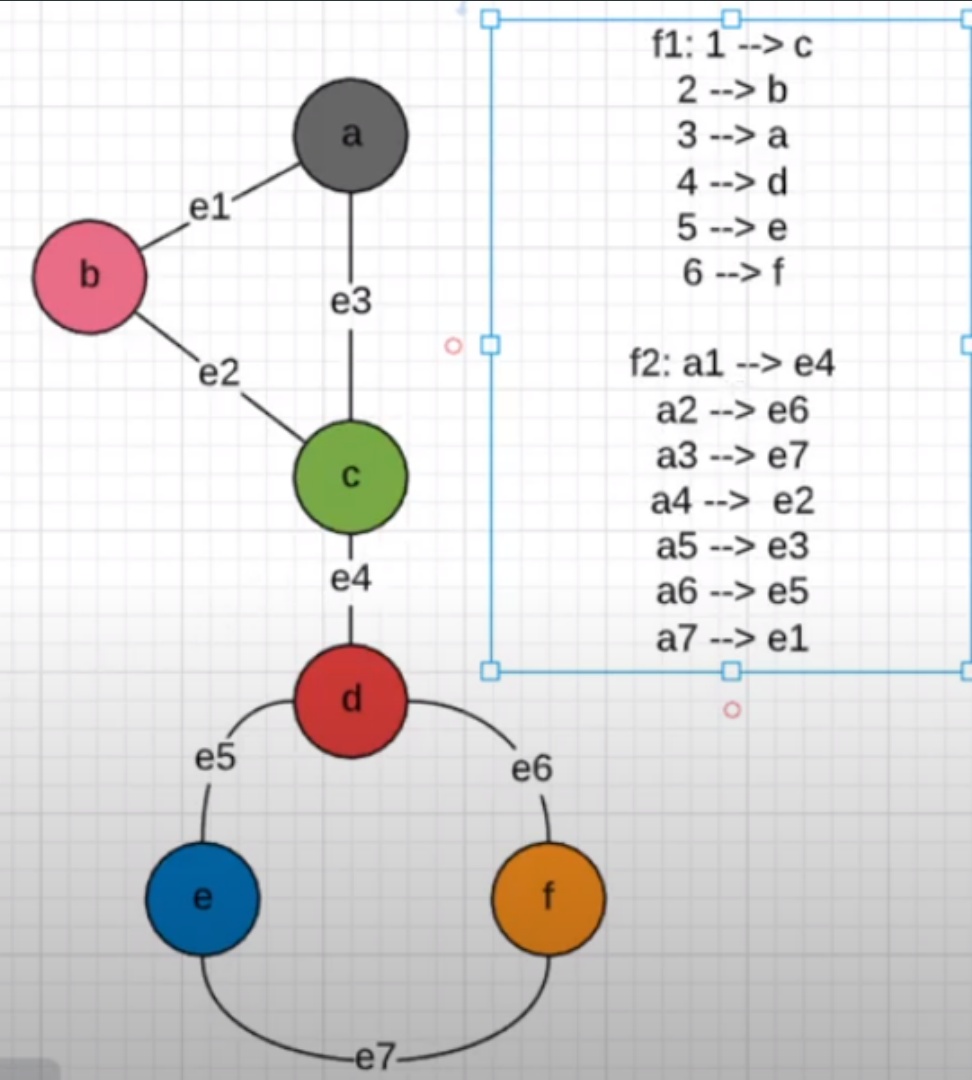 f1: 1 --> c
2 --> b
3 --> a
4 --> d
5 --> e
6 --> f
f2: a1 --> e4
a2 --> e6
a3 --> e7
a4 -->  e2
a5 --> e3
a6 --> e5
a7 --> e1
a
e1
b
e3
e2
c
e4
d
e5
e6
e
f
e7